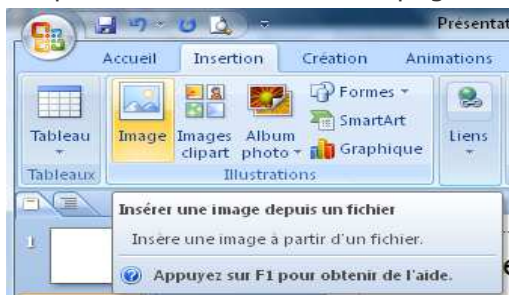 Présentat
Accueil Insertion Création Animations
Tableau
Image
Images clipart
Album photo
Formes
SmartArt
Graphique
Liens
Tableaux
Illustrations
Insérer une image depuis un fichier
Insère une image à partir d'un fichier.
Appuyez sur F1 pour obtenir de l'aide.
1